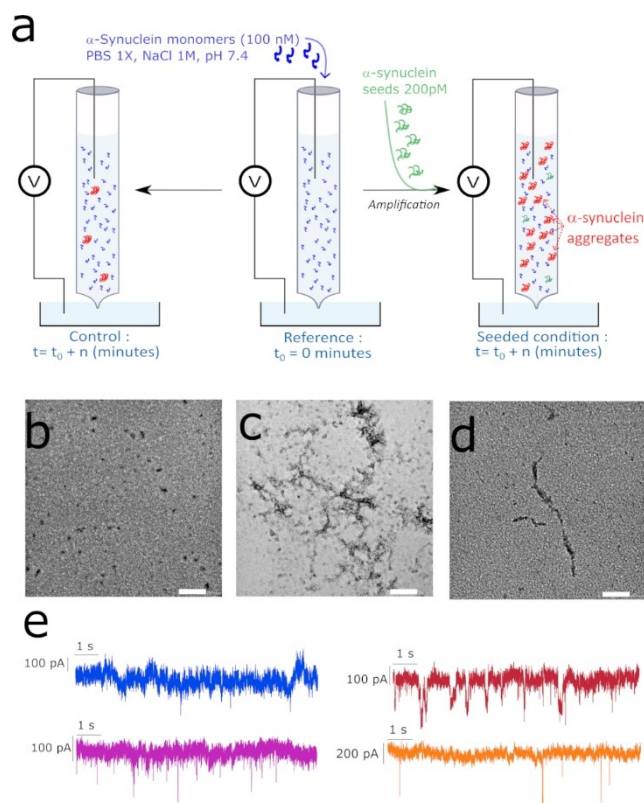 a
α-Synuclein monomers (100 nM)
PBS 1X, NaCl 1M, pH 7.4
α-synuclein
seeds 200pM
V
V
V
Amplification
α-synuclein
aggregates
Control :
t= t₀ + n (minutes)
Reference :
t₀ = 0 minutes
Seeded condition :
t= t₀ + n (minutes)
b
c
d
e
1 s
100 pA
1 s
100 pA
1 s
100 pA
1 s
200 pA